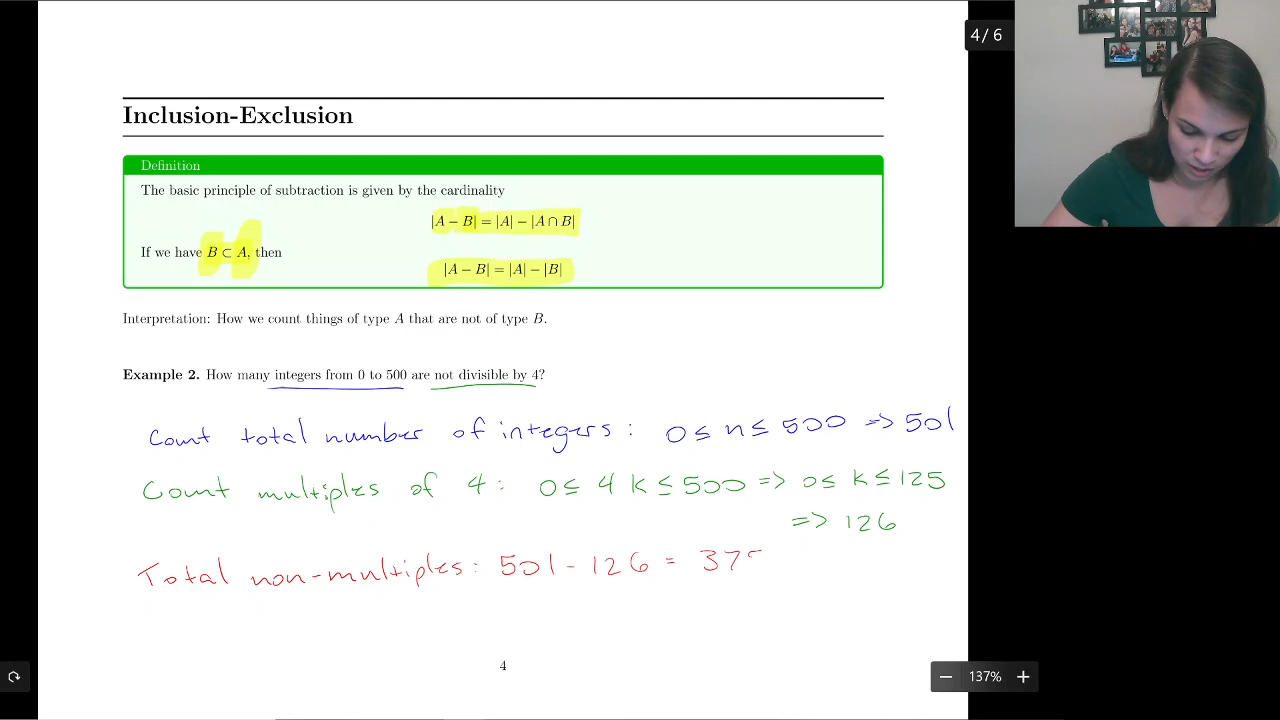 4 / 6
Inclusion-Exclusion
Definition
The basic principle of subtraction is given by the cardinality
|A − B| = |A| − |A ∩ B|
If we have B ⊂ A, then
|A − B| = |A| − |B|
Interpretation: How we count things of type A that are not of type B.
Example 2. How many integers from 0 to 500 are not divisible by 4?
Count total number of integers: 0 ≤ n ≤ 500 => 501
Count multiples of 4: 0 ≤ 4k ≤ 500 => 0 ≤ k ≤ 125
=> 126
Total non-multiples: 501 - 126 = 37
4
137%